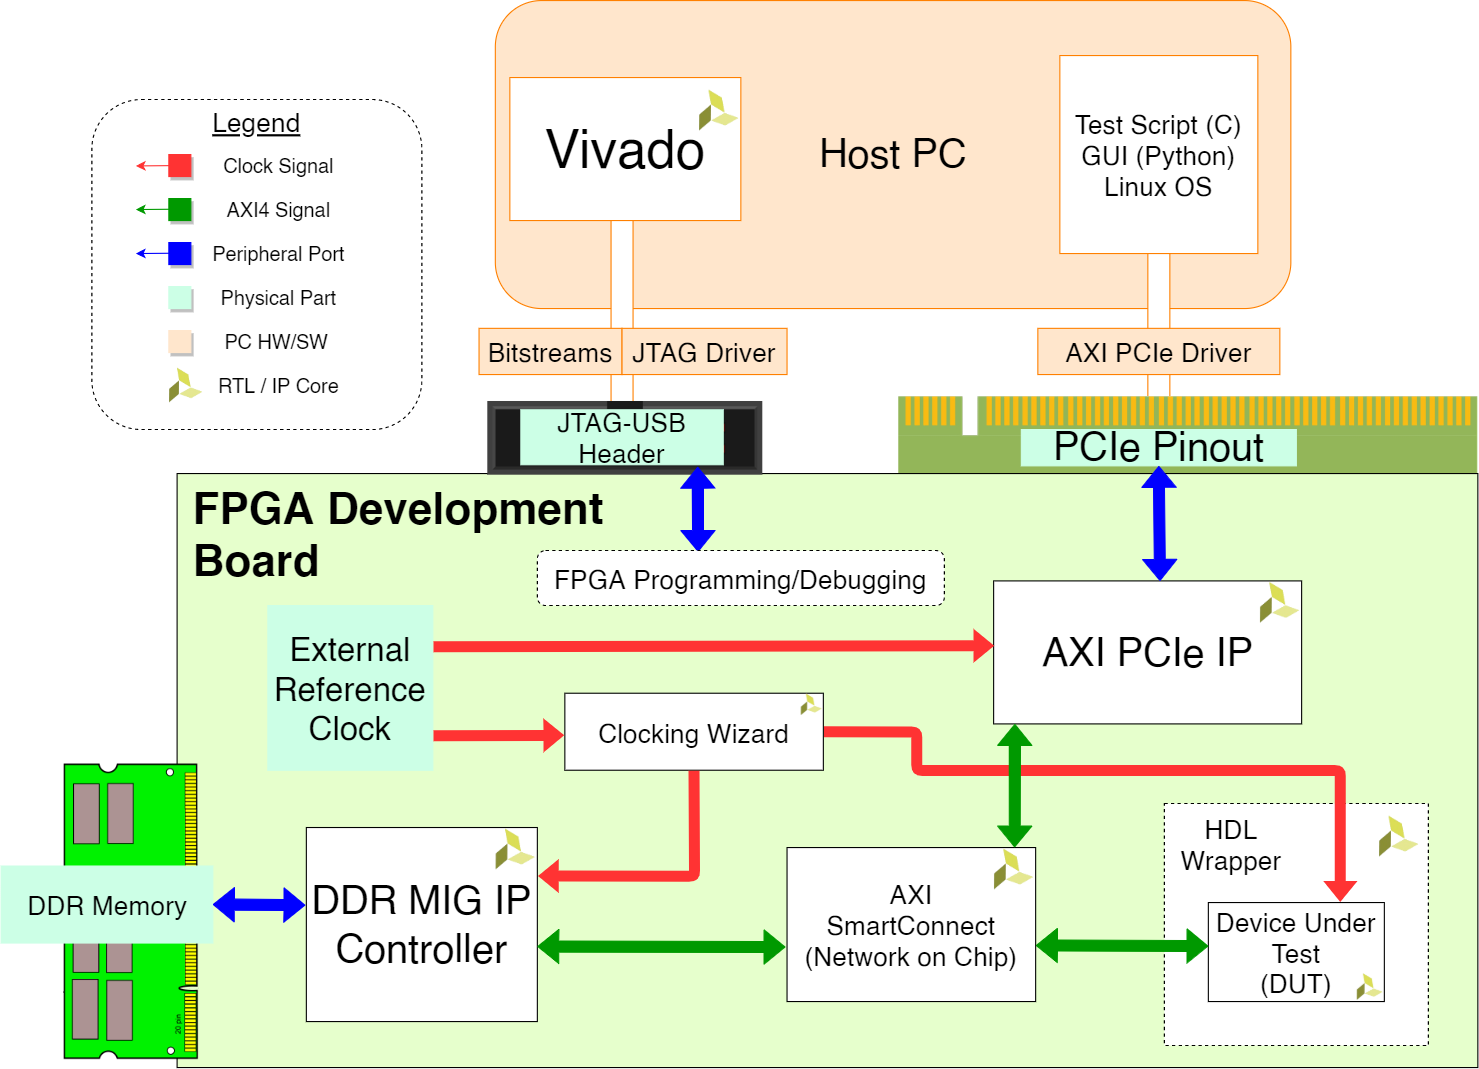 Legend
Clock Signal
AXI4 Signal
Peripheral Port
Physical Part
PC HW/SW
RTL / IP Core
Vivado
Host PC
Test Script (C)
GUI (Python)
Linux OS
Bitstreams
JTAG Driver
AXI PCIe Driver
JTAG-USB
Header
PCIe Pinout
FPGA Development
Board
FPGA Programming/Debugging
External
Reference
Clock
AXI PCIe IP
Clocking Wizard
HDL
Wrapper
DDR Memory
DDR MIG IP
Controller
AXI
SmartConnect
(Network on Chip)
Device Under
Test
(DUT)
20 pin